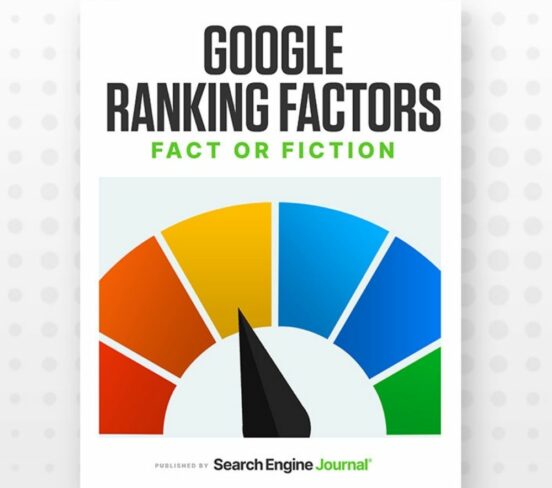 GOOGLE
RANKING FACTORS
FACT OR FICTION
PUBLISHED BY Search Engine Journal®